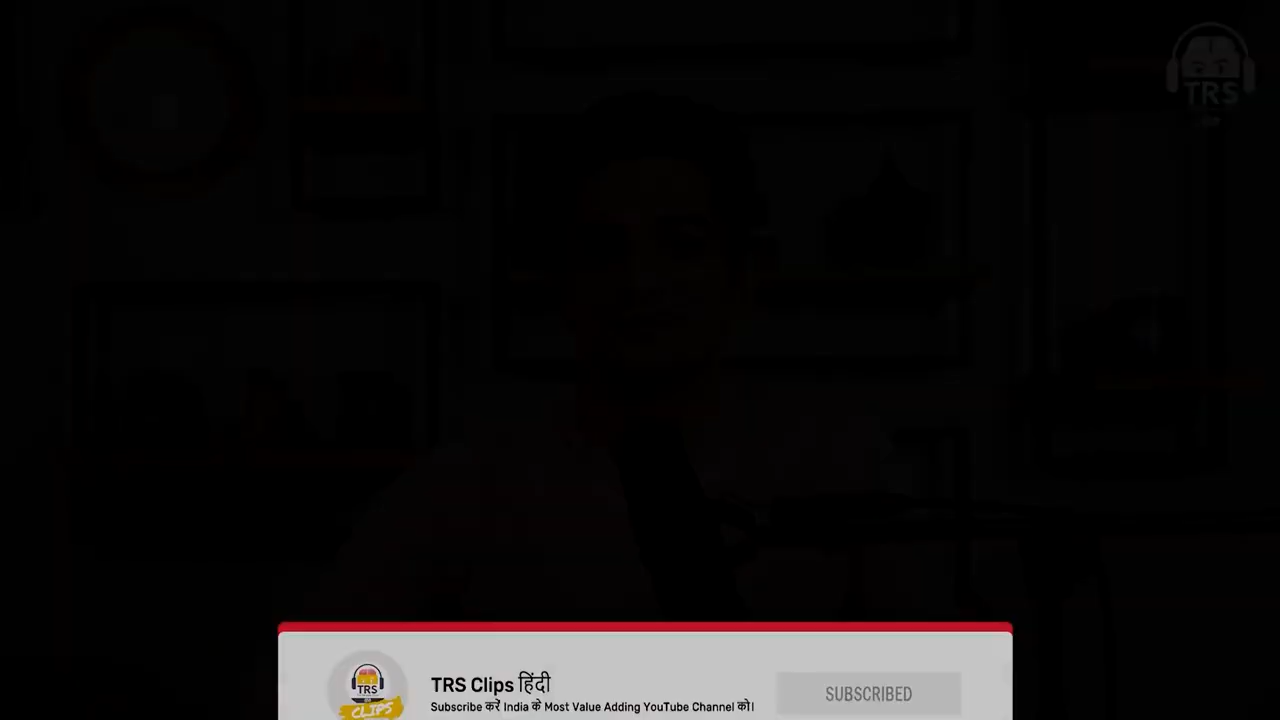 TRS
TRS Clips हिंदी
Subscribe करें India के Most Value Adding YouTube Channel को।
SUBSCRIBED
TRS
CLIPS